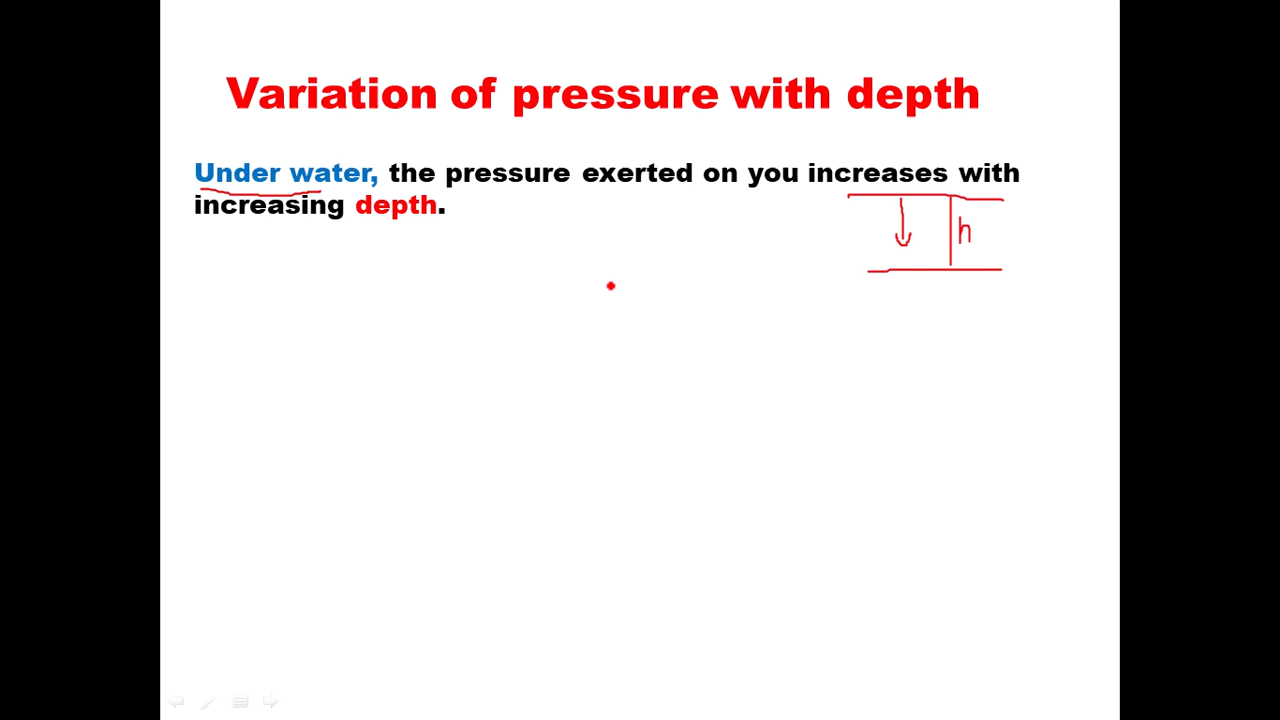 Variation of pressure with depth
Under water, the pressure exerted on you increases with
increasing depth.
h